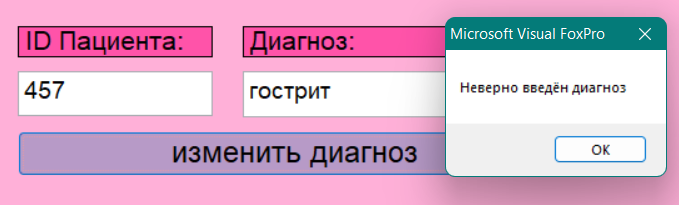 ID Пациента:
Диагноз:
457
гострит
изменить диагноз
Microsoft Visual FoxPro
Неверно введён диагноз
OK